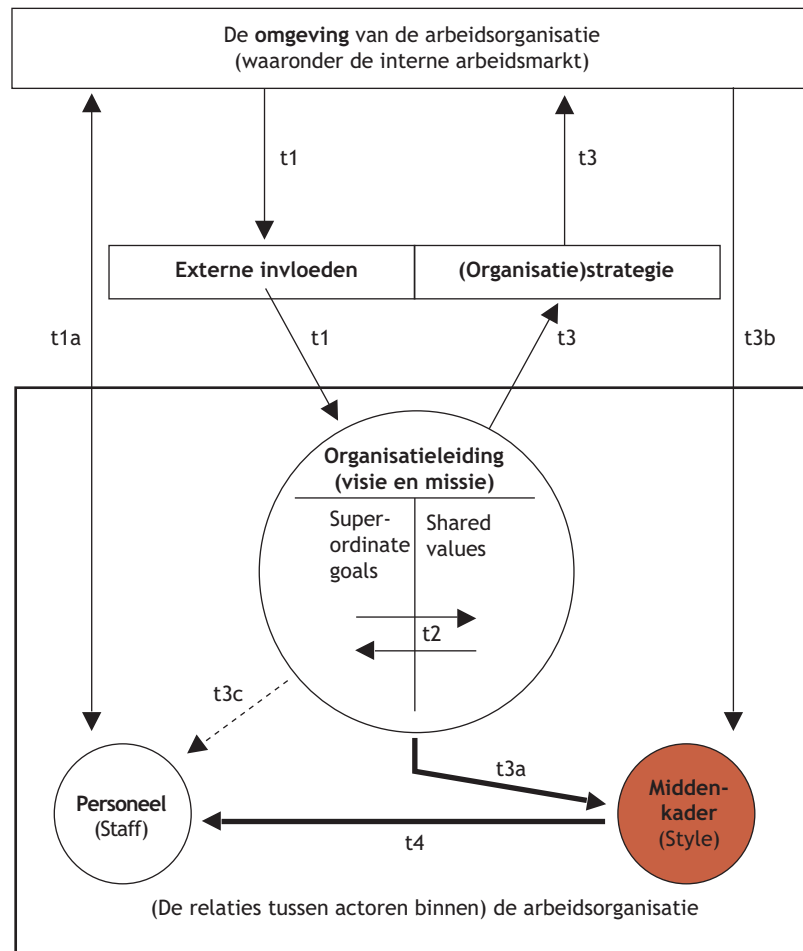 De omgeving van de arbeidsorganisatie
(waaronder de interne arbeidsmarkt)
t1
t3
Externe invloeden
(Organisatie)strategie
t1a
t1
t3
t3b
Organisatieleiding
(visie en missie)
Super-
ordinate
goals
Shared
values
t2
t3c
t3a
Personeel
(Staff)
Midden-
kader
(Style)
t4
(De relaties tussen actoren binnen) de arbeidsorganisatie